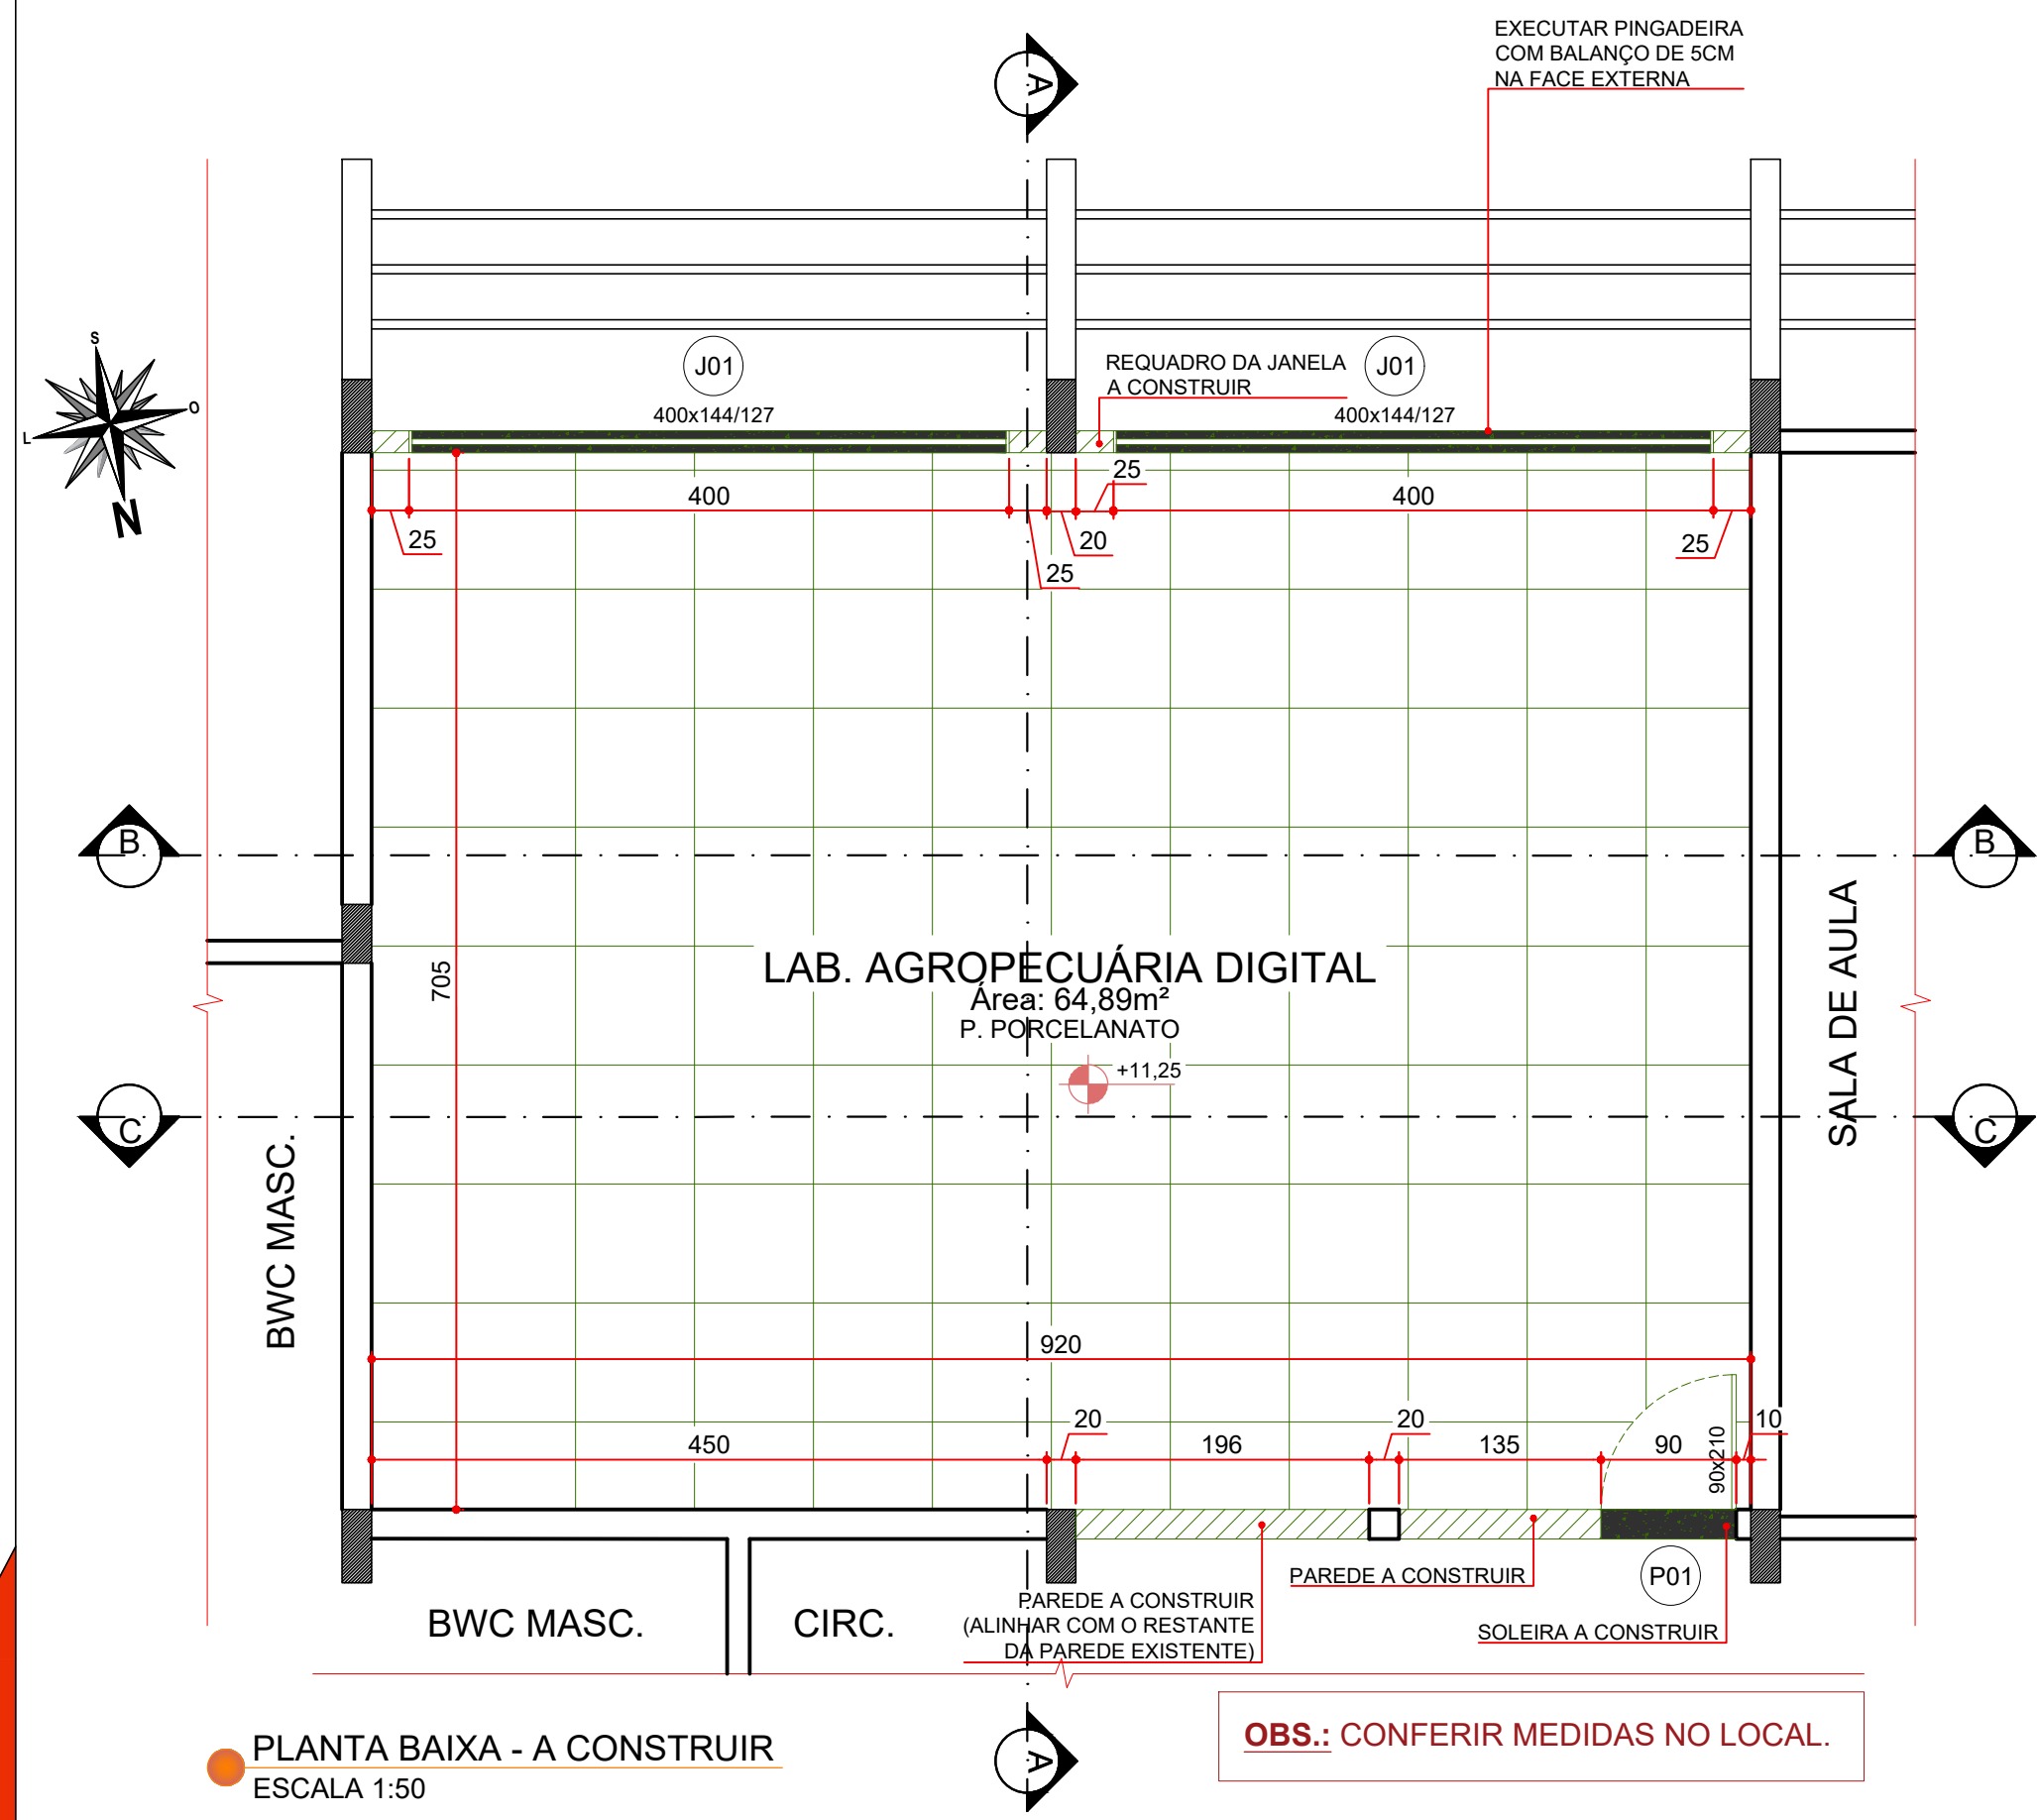 EXECUTAR PINGADEIRA
COM BALANÇO DE 5CM
NA FACE EXTERNA
A
S
O
L
N
J01
400x144/127
REQUADRO DA JANELA
A CONSTRUIR
J01
400x144/127
25
400
400
25
20
25
25
B
B
705
LAB. AGROPECUÁRIA DIGITAL
Área: 64,89m²
P. PORCELANATO
+11,25
SALA DE AULA
C
C
BWC MASC.
920
450
20
196
20
135
90
10
90x210
P01
PAREDE A CONSTRUIR
PAREDE A CONSTRUIR
(ALINHAR COM O RESTANTE
DA PAREDE EXISTENTE)
SOLEIRA A CONSTRUIR
BWC MASC.
CIRC.
OBS.: CONFERIR MEDIDAS NO LOCAL.
PLANTA BAIXA - A CONSTRUIR
ESCALA 1:50
A